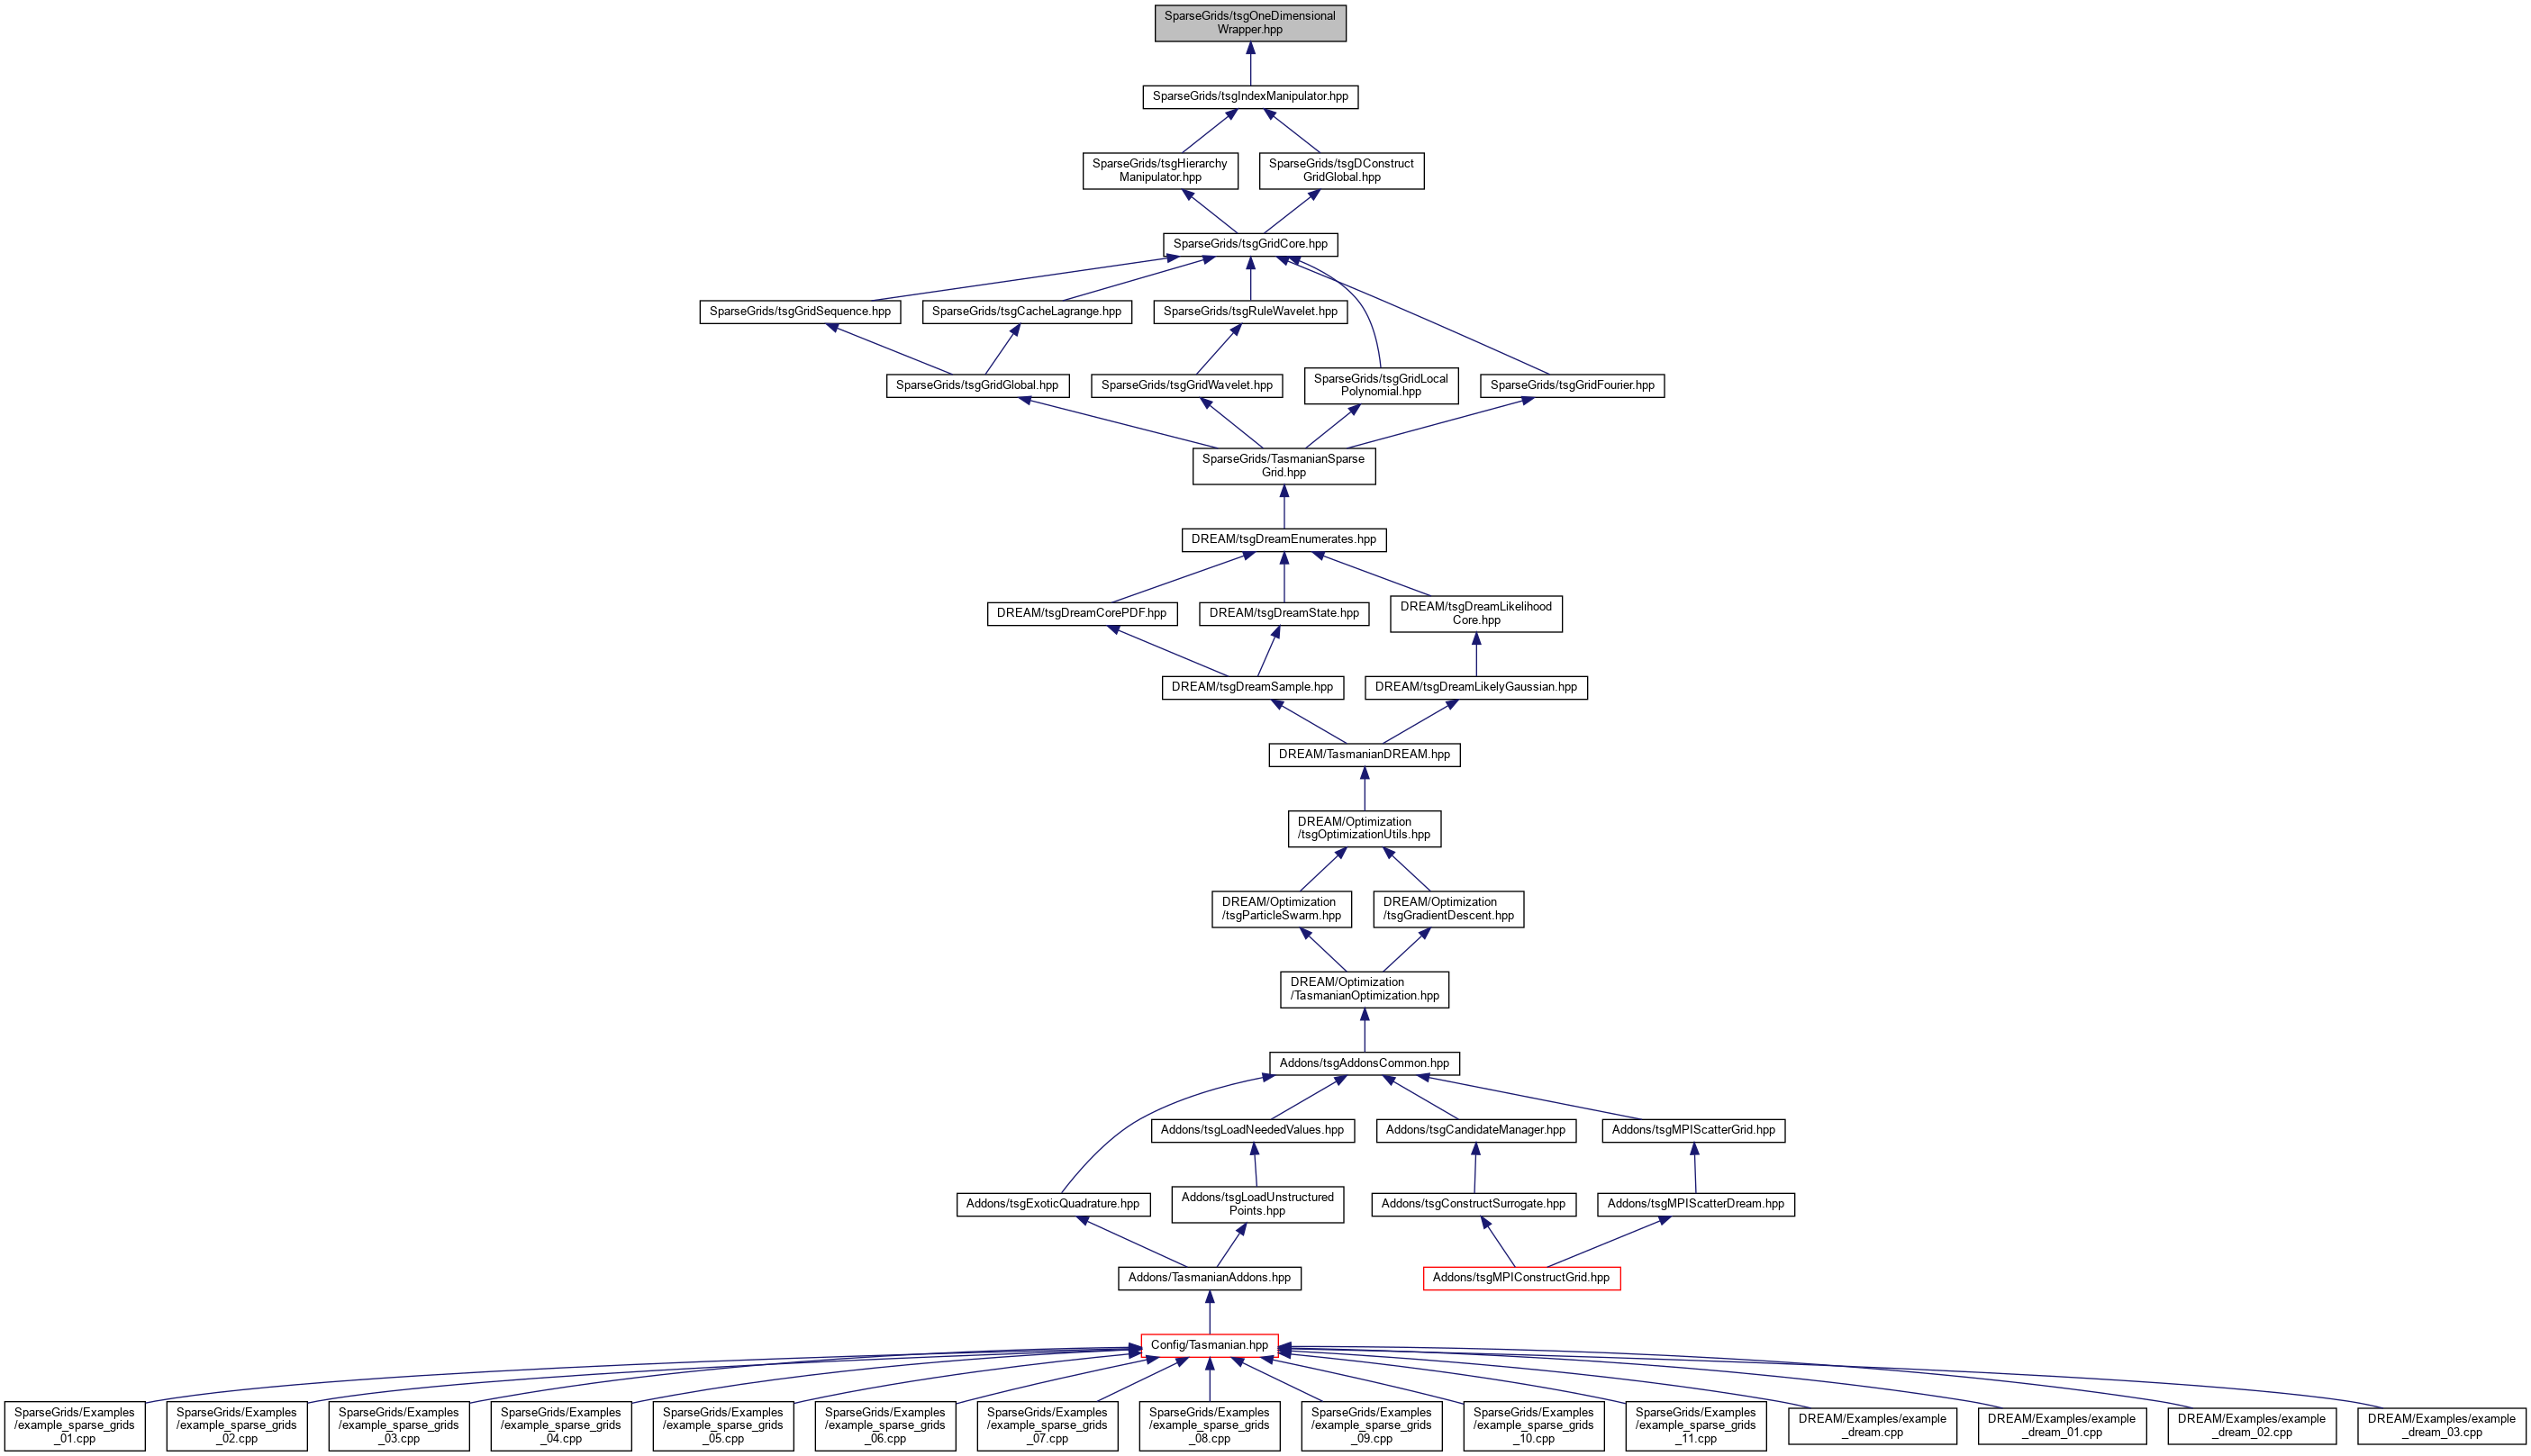 SparseGrids/tsgOneDimensional
Wrapper.hpp
SparseGrids/tsgIndexManipulator.hpp
SparseGrids/tsgHierarchy
Manipulator.hpp
SparseGrids/tsgDConstruct
GridGlobal.hpp
SparseGrids/tsgGridCore.hpp
SparseGrids/tsgGridSequence.hpp
SparseGrids/tsgCacheLagrange.hpp
SparseGrids/tsgRuleWavelet.hpp
SparseGrids/tsgGridGlobal.hpp
SparseGrids/tsgGridWavelet.hpp
SparseGrids/tsgGridLocal
Polynomial.hpp
SparseGrids/tsgGridFourier.hpp
SparseGrids/TasmanianSparse
Grid.hpp
DREAM/tsgDreamEnumerates.hpp
DREAM/tsgDreamCorePDF.hpp
DREAM/tsgDreamState.hpp
DREAM/tsgDreamLikelihood
Core.hpp
DREAM/tsgDreamSample.hpp
DREAM/tsgDreamLikelyGaussian.hpp
DREAM/TasmanianDREAM.hpp
DREAM/Optimization
/tsgOptimizationUtils.hpp
DREAM/Optimization
/tsgParticleSwarm.hpp
DREAM/Optimization
/tsgGradientDescent.hpp
DREAM/Optimization
/TasmanianOptimization.hpp
Addons/tsgAddonsCommon.hpp
Addons/tsgLoadNeededValues.hpp
Addons/tsgCandidateManager.hpp
Addons/tsgMPIScatterGrid.hpp
Addons/tsgExoticQuadrature.hpp
Addons/tsgLoadUnstructured
Points.hpp
Addons/tsgConstructSurrogate.hpp
Addons/tsgMPIScatterDream.hpp
Addons/TasmanianAddons.hpp
Addons/tsgMPIConstructGrid.hpp
Config/Tasmanian.hpp
SparseGrids/Examples
/example_sparse_grids
_01.cpp
SparseGrids/Examples
/example_sparse_grids
_02.cpp
SparseGrids/Examples
/example_sparse_grids
_03.cpp
SparseGrids/Examples
/example_sparse_grids
_04.cpp
SparseGrids/Examples
/example_sparse_grids
_05.cpp
SparseGrids/Examples
/example_sparse_grids
_06.cpp
SparseGrids/Examples
/example_sparse_grids
_07.cpp
SparseGrids/Examples
/example_sparse_grids
_08.cpp
SparseGrids/Examples
/example_sparse_grids
_09.cpp
SparseGrids/Examples
/example_sparse_grids
_10.cpp
SparseGrids/Examples
/example_sparse_grids
_11.cpp
DREAM/Examples/example
_dream.cpp
DREAM/Examples/example
_dream_01.cpp
DREAM/Examples/example
_dream_02.cpp
DREAM/Examples/example
_dream_03.cpp